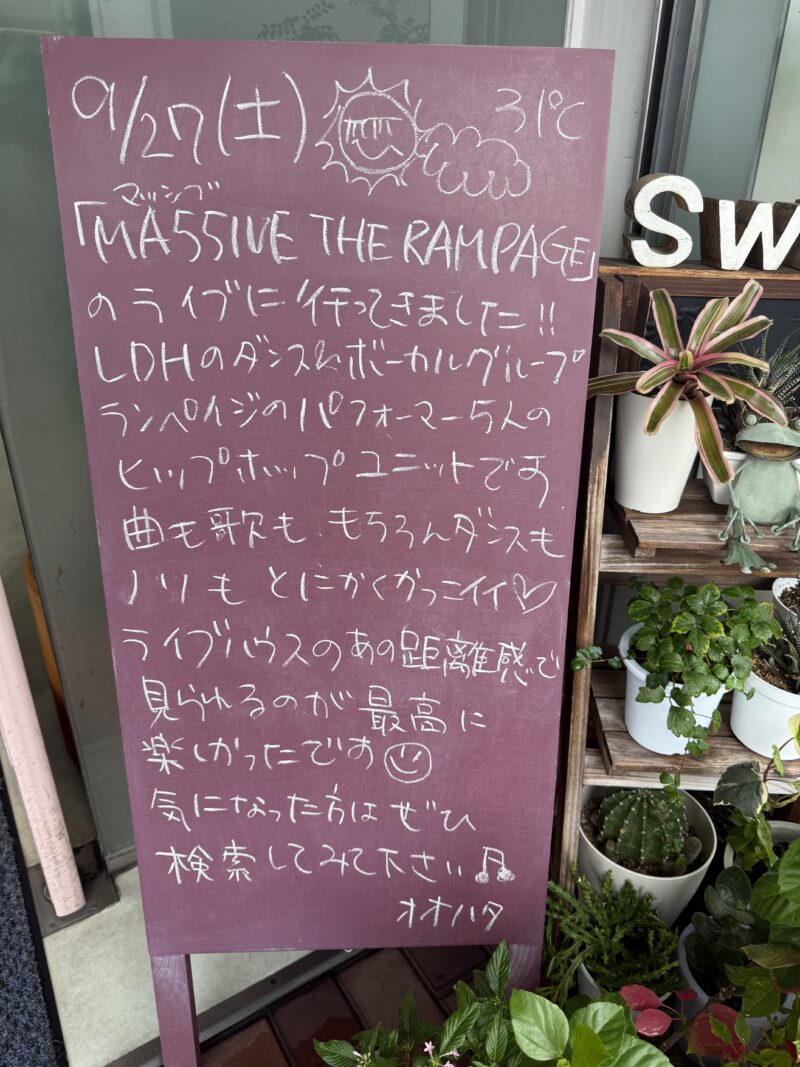 9/27(土) 31℃
マッシブ
「MA55IVE THE RAMPAGE」
のライブに行ってきました!!
LDHのダンス&ボーカルグループ
ランペイジのパフォーマー5人の
ヒップホップユニットです
曲も歌も もちろんダンスも
ノリも とにかくかっこイイ♡
ライブハウスのあの距離感で
見られるのが最高に
楽しかったです
気になった方はぜひ
検索してみて下さい♫
オオハタ
SW